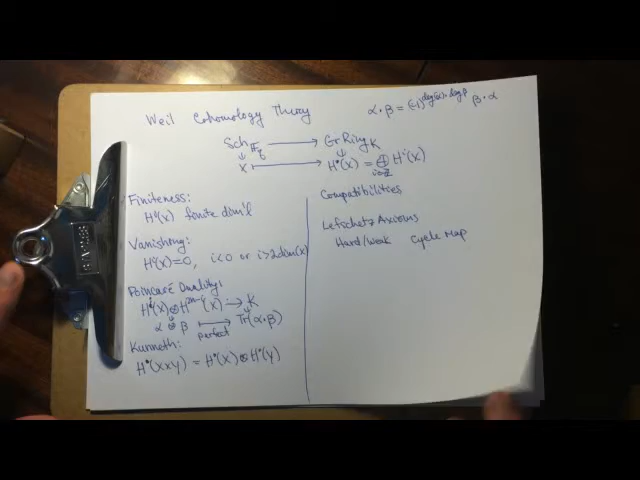 Weil Cohomology Theory
α·β = (-1)^{deg(α)·deg β} β·α
Sch_{F_q} → GrRing_K
X ↦ H^•(X) = ⊕_{i∈Z} H^i(X)
Finiteness:
H^i(X) finite dim'l
Vanishing:
H^i(X)=0, i<0 or i>2dim(X)
Poincaré Duality:
H^i(X)⊗H^{2n-i}(X) → K
α ⊗ β ↦ Tr(α·β)
perfect
Kunneth:
H^•(X×Y) = H^•(X)⊗H^•(Y)
Compatibilities
Lefschetz Axioms
Hard/Weak Cycle Map